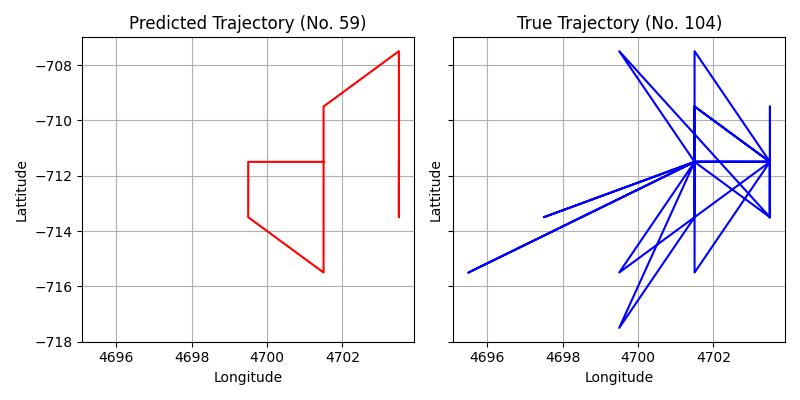 Predicted Trajectory (No. 59)
True Trajectory (No. 104)
−708
−710
−712
−714
−716
−718
Lattitude
Lattitude
4696 4698 4700 4702
4696 4698 4700 4702
Longitude
Longitude